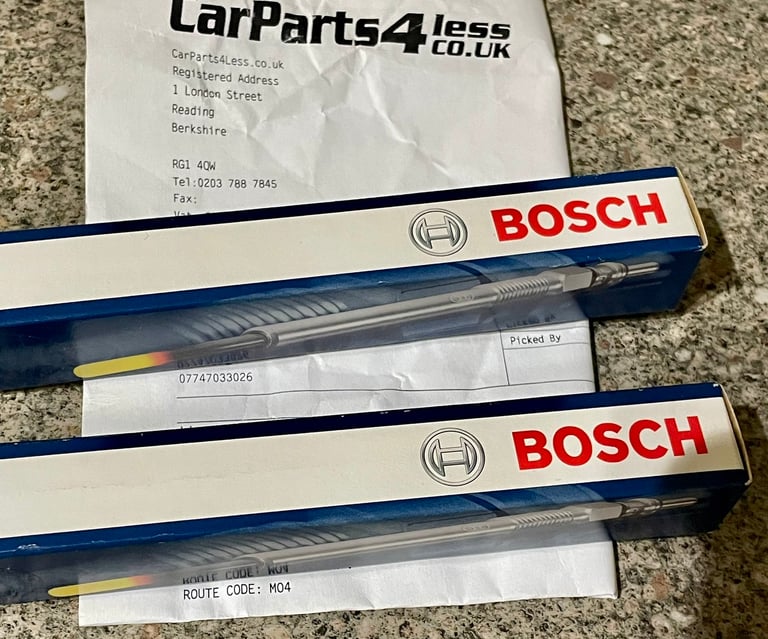 CarParts4less
CO.UK
CarParts4Less.co.uk
Registered Address
1 London Street
Reading
Berkshire
RG1 4QW
Tel:0203 788 7845
Fax:
BOSCH
Picked By
07747033026
BOSCH
ROUTE CODE: M04